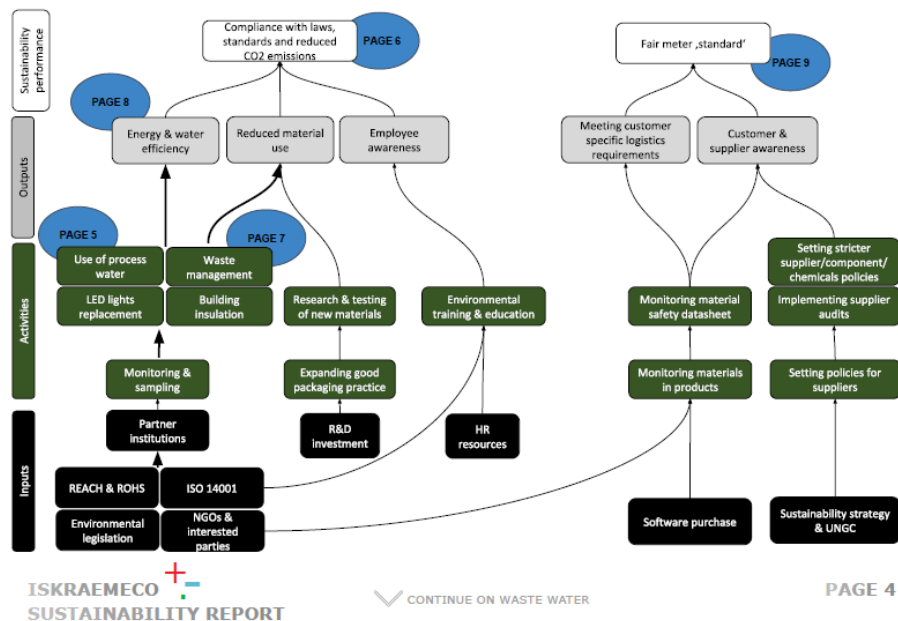 Sustainability
performance
Compliance with laws,
standards and reduced
CO2 emissions
PAGE 6
Fair meter ‚standard‘
PAGE 9
PAGE 8
Outputs
Energy & water
efficiency
Reduced material
use
Employee
awareness
Meeting customer
specific logistics
requirements
Customer &
supplier awareness
PAGE 5
PAGE 7
Activities
Use of process
water
Waste
management
Setting stricter
supplier/component/
chemicals policies
LED lights
replacement
Building
insulation
Research & testing
of new materials
Environmental
training & education
Monitoring material
safety datasheet
Implementing supplier
audits
Monitoring &
sampling
Expanding good
packaging practice
Monitoring materials
in products
Setting policies for
suppliers
Inputs
Partner
institutions
R&D
investment
HR
resources
REACH & ROHS
ISO 14001
Environmental
legislation
NGOs &
interested
parties
Software purchase
Sustainability strategy
& UNGC
ISKRAEMECO
SUSTAINABILITY REPORT
CONTINUE ON WASTE WATER
PAGE 4